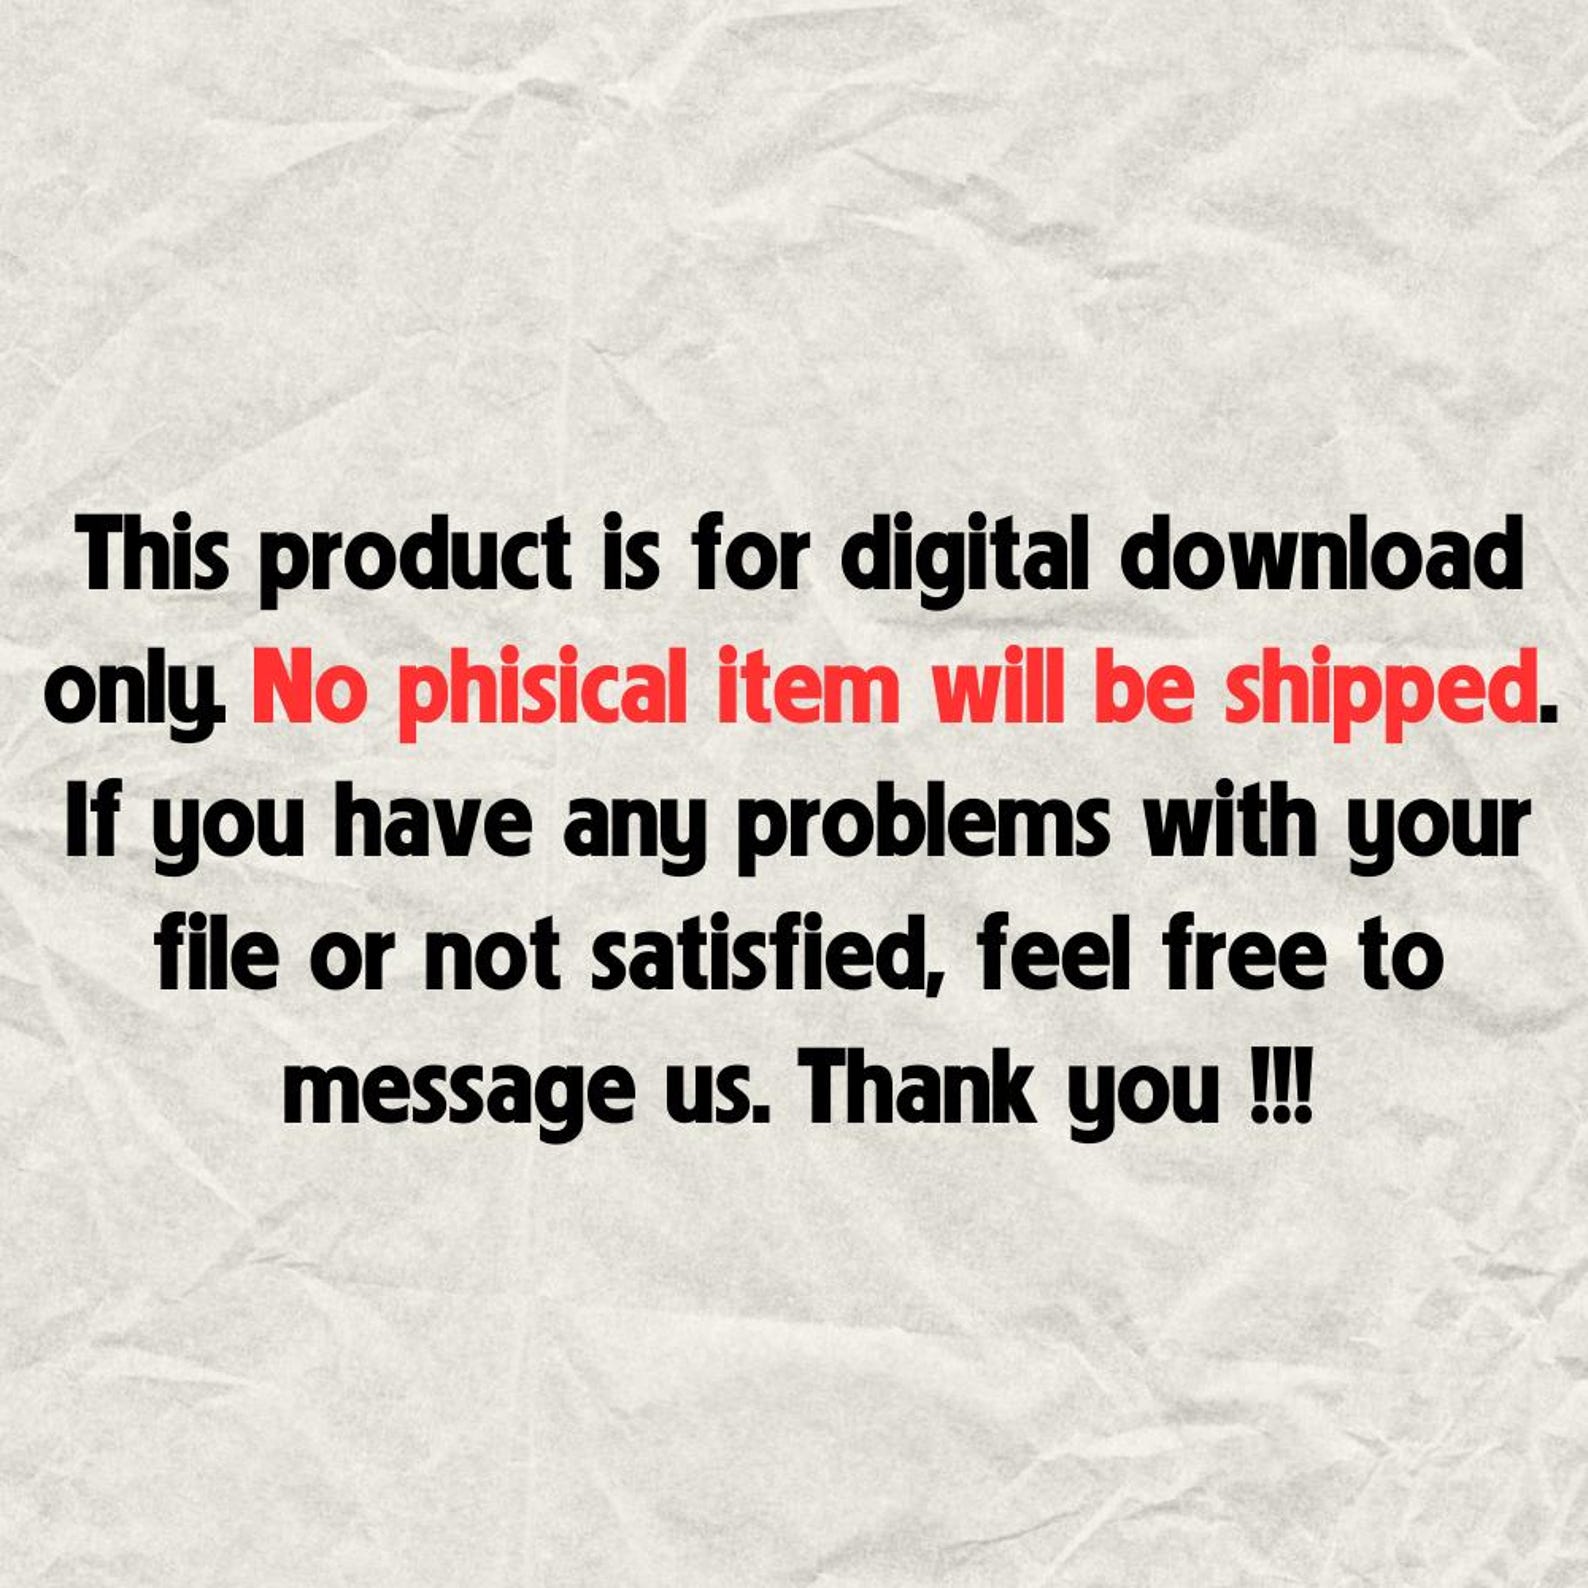 This product is for digital download
only. No phisical item will be shipped.
If you have any problems with your
file or not satisfied, feel free to
message us. Thank you !!!